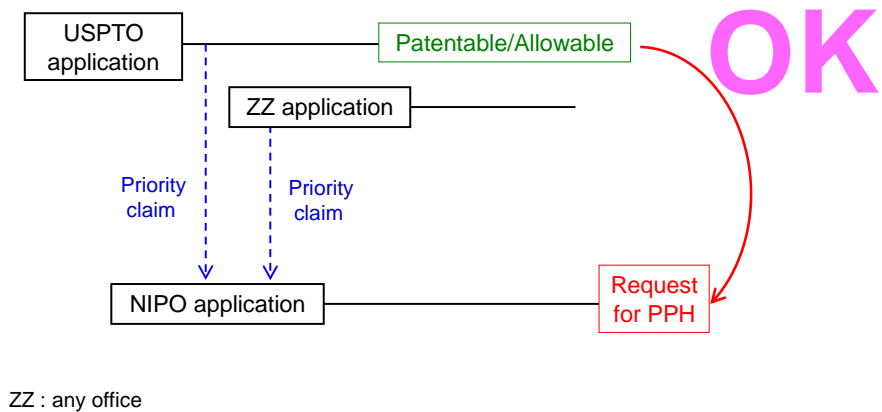 USPTO
application
Patentable/Allowable
OK
ZZ application
Priority
claim
Priority
claim
NIPO application
Request
for PPH
ZZ : any office